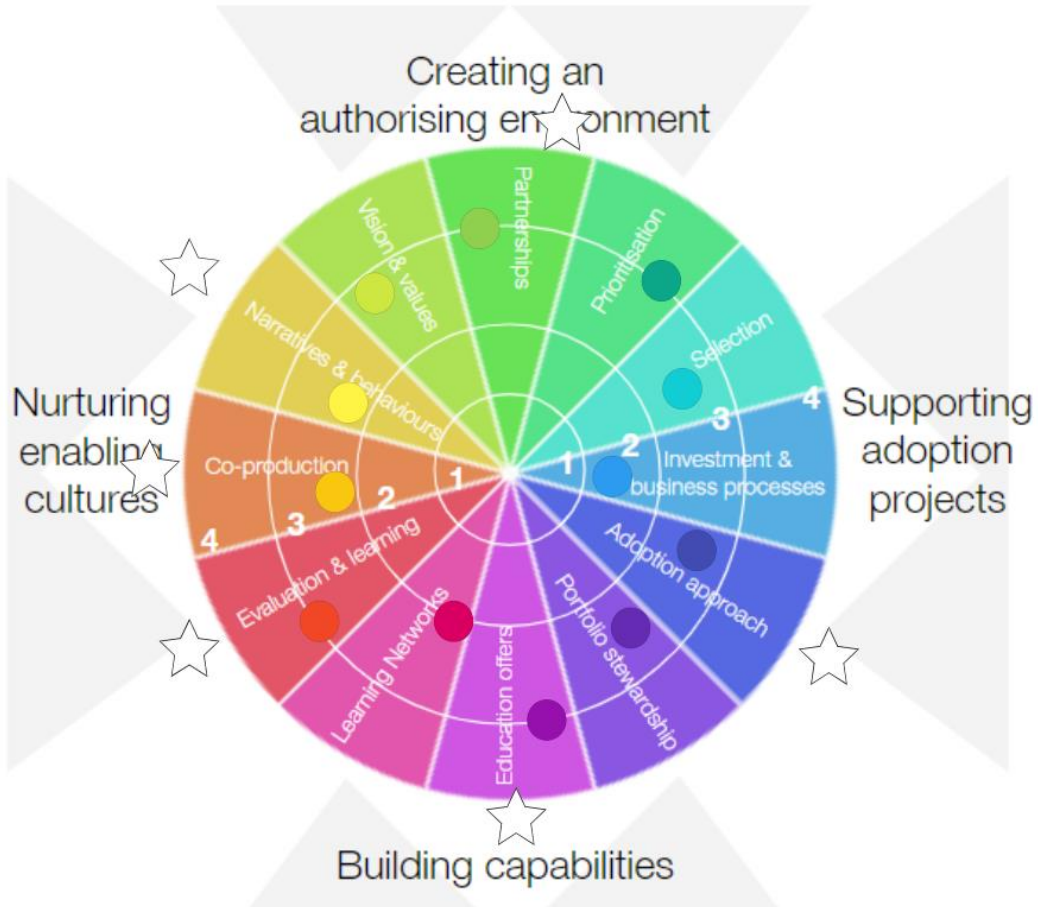 Creating an
authorising environment
Partnerships
Vision & values
Prioritisation
Narratives & behaviours
Selection
Nurturing
enabling
cultures
Co-production
1
2
3
4
1
2
3
4
Investment &
business processes
Supporting
adoption
projects
Evaluation & learning
Adoption approach
Learning Networks
Education offers
Portfolio stewardship
Building capabilities